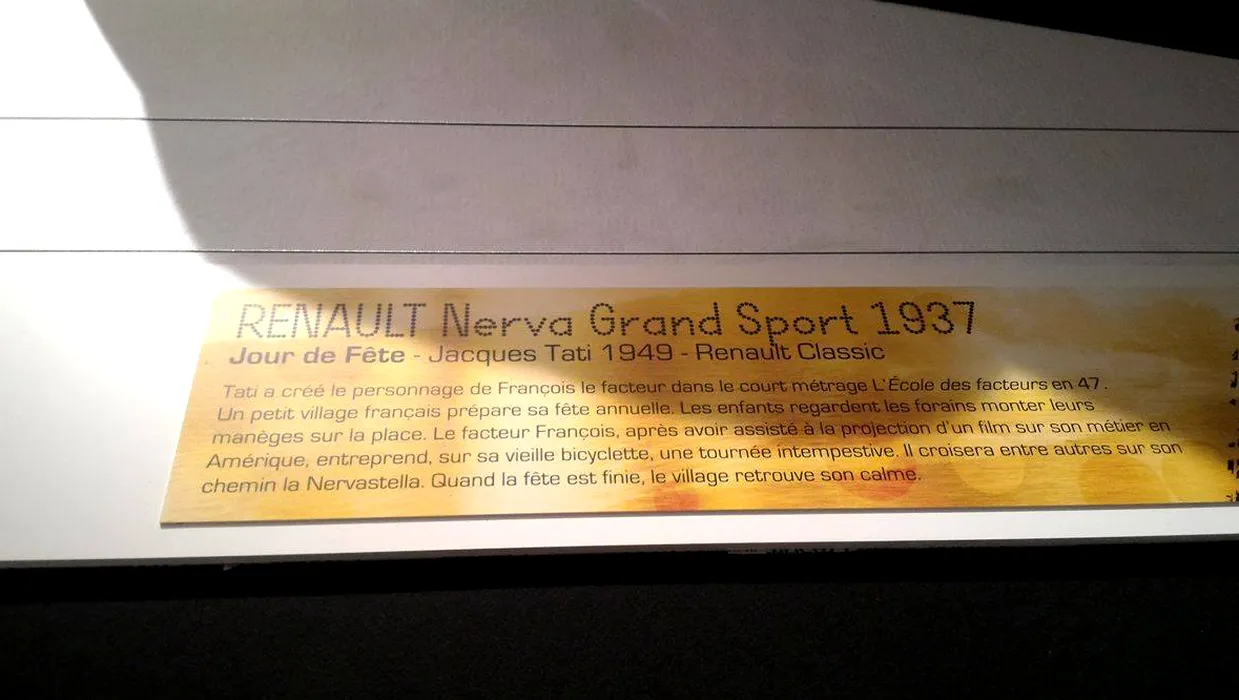 RENAULT Nerva Grand Sport 1937
Jour de Fête - Jacques Tati 1949 - Renault Classic
Tati a créé le personnage de François le facteur dans le court métrage L'École des facteurs en 47.
Un petit village français prépare sa fête annuelle. Les enfants regardent les forains monter leurs
manèges sur la place. Le facteur François, après avoir assisté à la projection d'un film sur son métier en
Amérique, entreprend, sur sa vieille bicyclette, une tournée intempestive. Il croisera entre autres sur son
chemin la Nervastella. Quand la fête est finie, le village retrouve son calme.